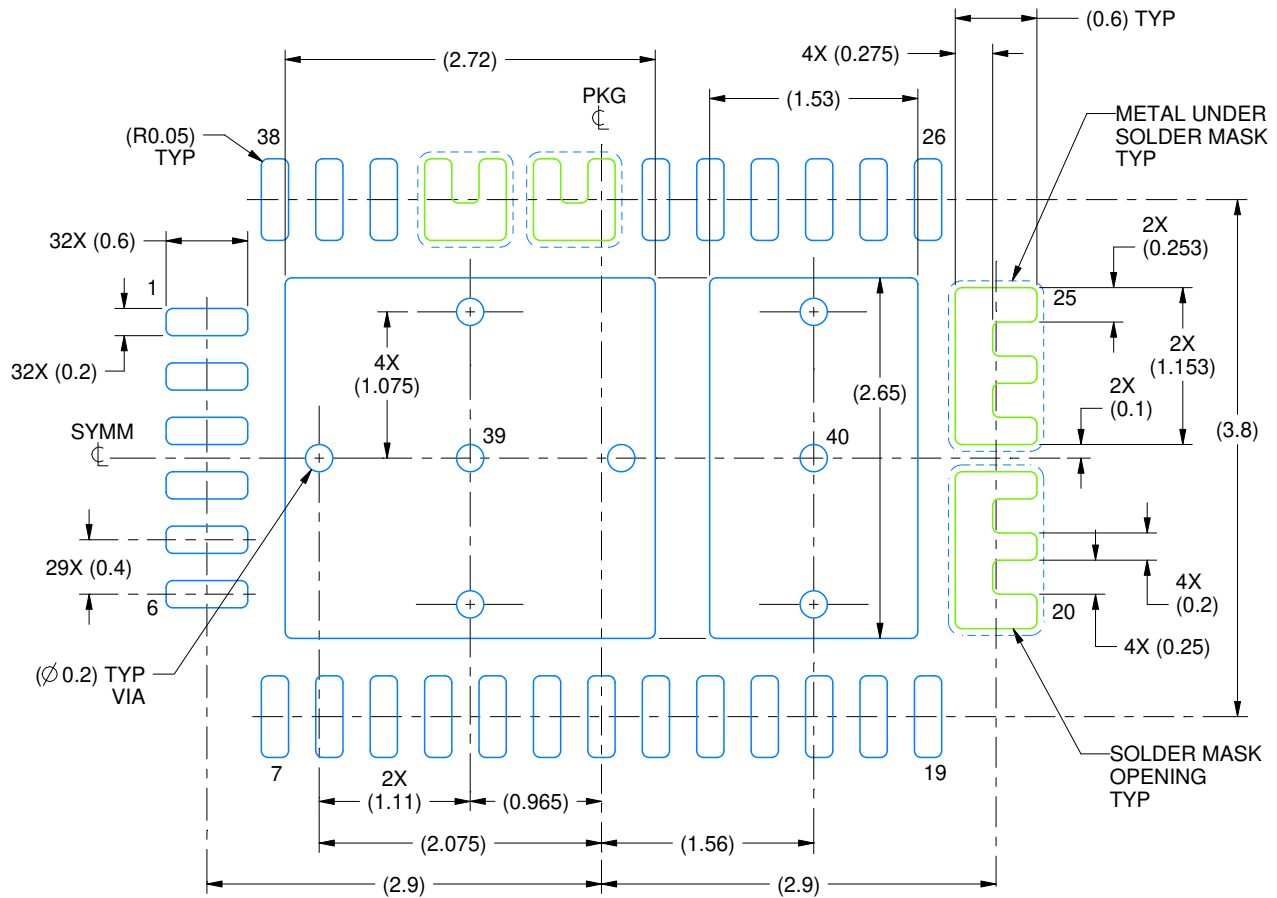 (0.6) TYP
4X (0.275)
(2.72)
PKG
℄
(1.53)
METAL UNDER
SOLDER MASK
TYP
(R0.05)
TYP
38
26
32X (0.6)
2X
(0.253)
1
25
2X
(1.153)
32X (0.2)
4X
(1.075)
(2.65)
2X
(0.1)
SYMM
℄
39
40
(3.8)
29X (0.4)
6
4X
(0.2)
20
4X (0.25)
(∅ 0.2) TYP
VIA
7
19
SOLDER MASK
OPENING
TYP
2X
(1.11)
(0.965)
(2.075)
(1.56)
(2.9)
(2.9)